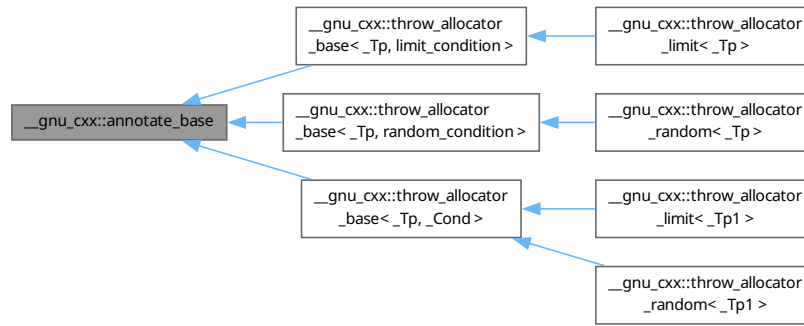 __gnu_cxx::annotate_base
__gnu_cxx::throw_allocator
_base< _Tp, limit_condition >
__gnu_cxx::throw_allocator
_limit< _Tp >
__gnu_cxx::throw_allocator
_base< _Tp, random_condition >
__gnu_cxx::throw_allocator
_random< _Tp >
__gnu_cxx::throw_allocator
_base< _Tp, _Cond >
__gnu_cxx::throw_allocator
_limit< _Tp1 >
__gnu_cxx::throw_allocator
_random< _Tp1 >